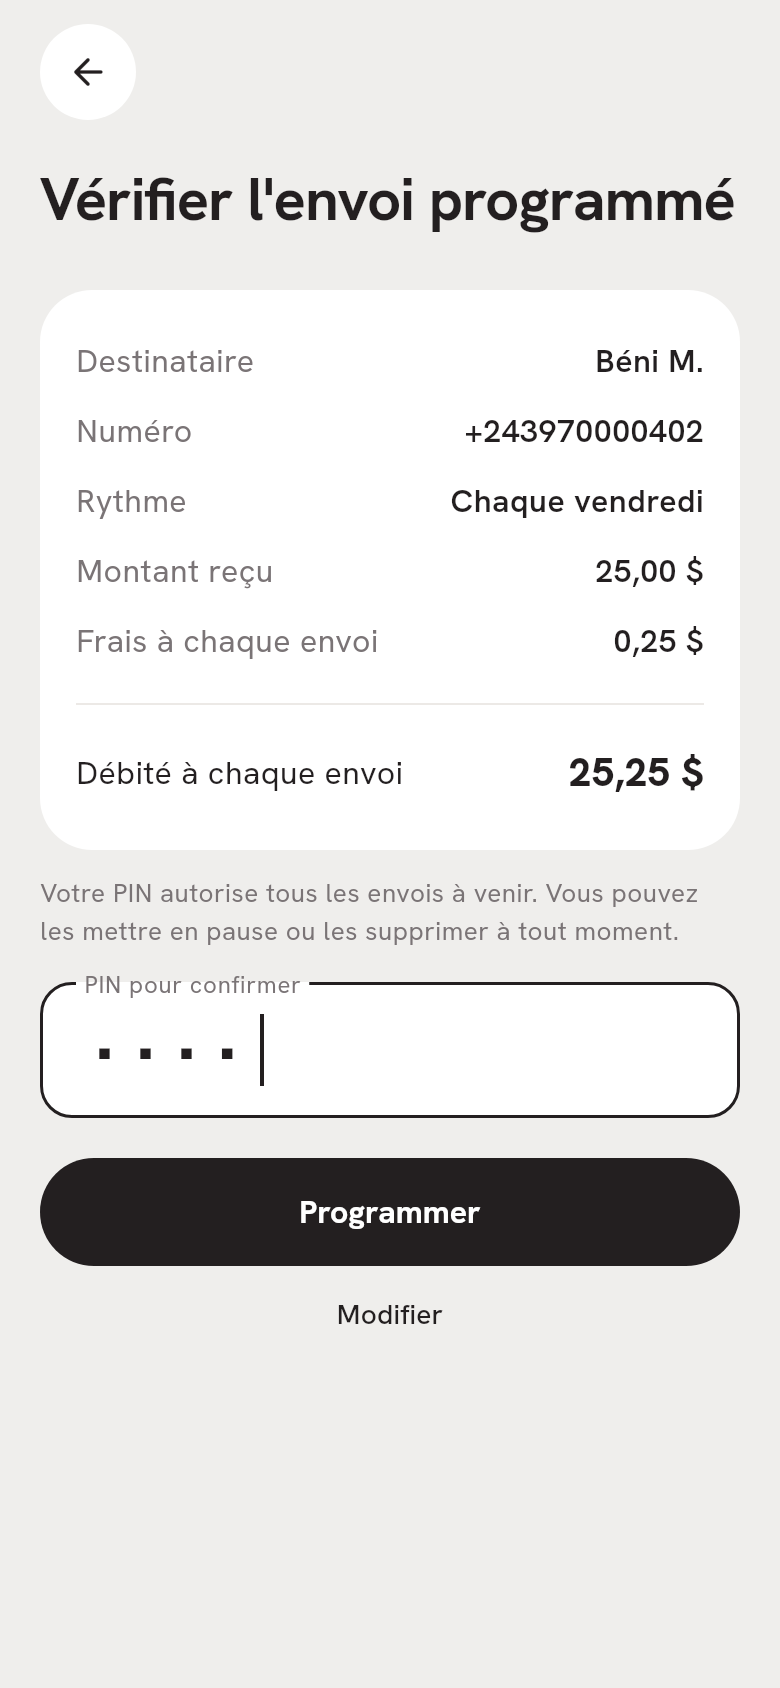 Vérifier l'envoi programmé
Destinataire Béni M.
Numéro +243970000402
Rythme Chaque vendredi
Montant reçu 25,00 $
Frais à chaque envoi 0,25 $
Débité à chaque envoi 25,25 $
Votre PIN autorise tous les envois à venir. Vous pouvez
les mettre en pause ou les supprimer à tout moment.
PIN pour confirmer
Programmer
Modifier